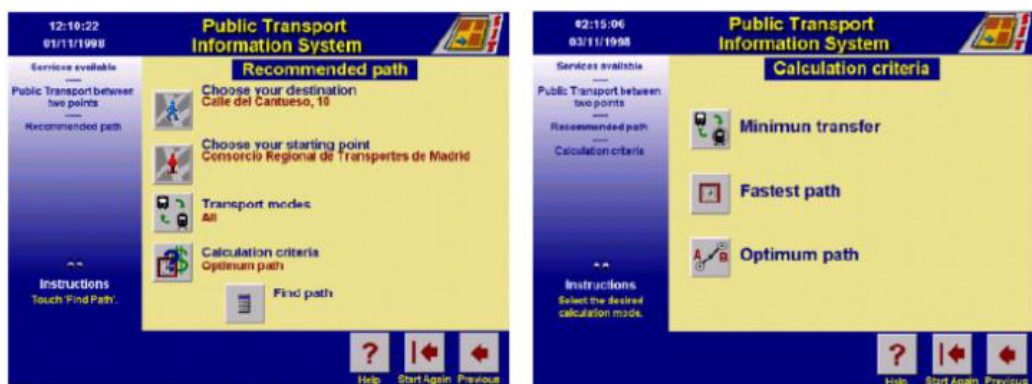 12:10:22
01/11/1998
Public Transport
Information System
SIT
Services available
Public Transport between
two points
Recommended path
Recommended path
Choose your destination
Calle del Cantueso, 10
Choose your starting point
Consorcio Regional de Transportes de Madrid
Transport modes
All
Calculation criteria
Optimum path
Find path
Instructions
Touch 'Find Path'.
?
Help
Start Again
Previous
02:15:06
03/11/1998
Public Transport
Information System
SIT
Services available
Public Transport between
two points
Recommended path
Calculation criteria
Calculation criteria
Minimun transfer
Fastest path
A B
Optimum path
Instructions
Select the desired
calculation mode.
?
Help
Start Again
Previous